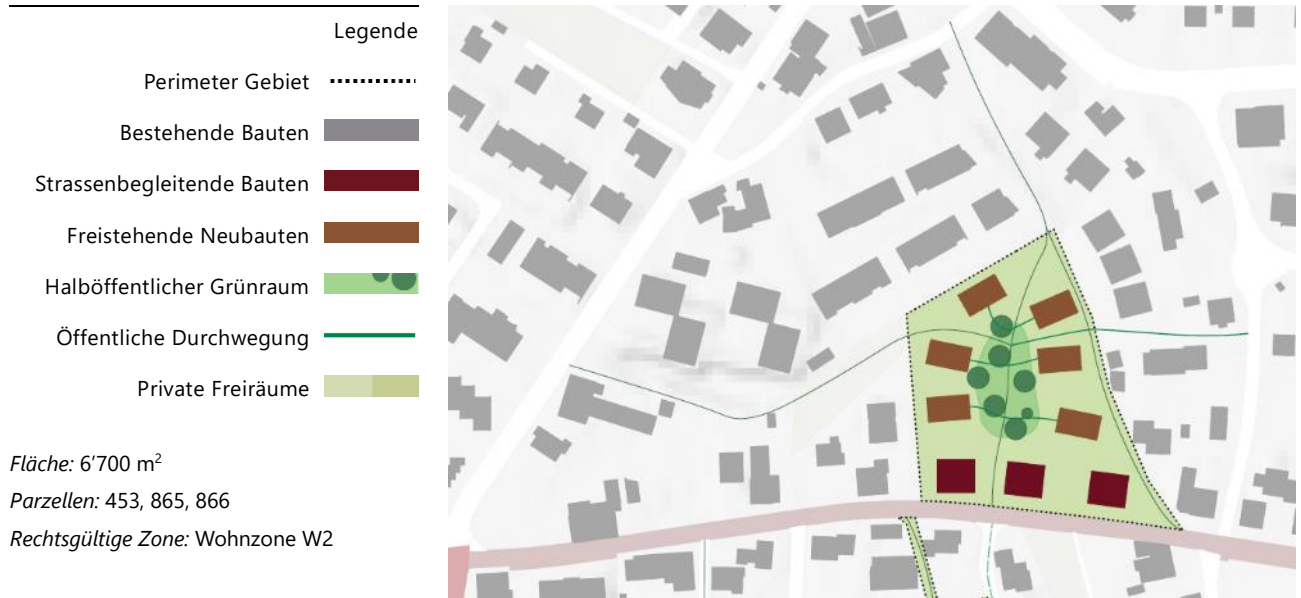 Legende
Perimeter Gebiet
Bestehende Bauten
Strassenbegleitende Bauten
Freistehende Neubauten
Halböffentlicher Grünraum
Öffentliche Durchwegung
Private Freiräume
Fläche: 6'700 m²
Parzellen: 453, 865, 866
Rechtsgültige Zone: Wohnzone W2